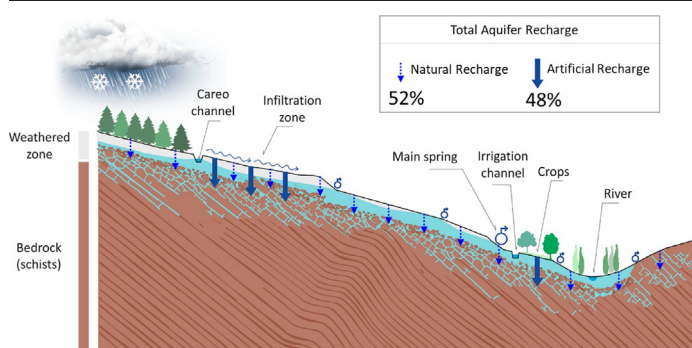 Total Aquifer Recharge
Natural Recharge
Artificial Recharge
52%
48%
Careo
channel
Infiltration
zone
Weathered
zone
Main spring
Irrigation
channel
Crops
River
Bedrock
(schists)